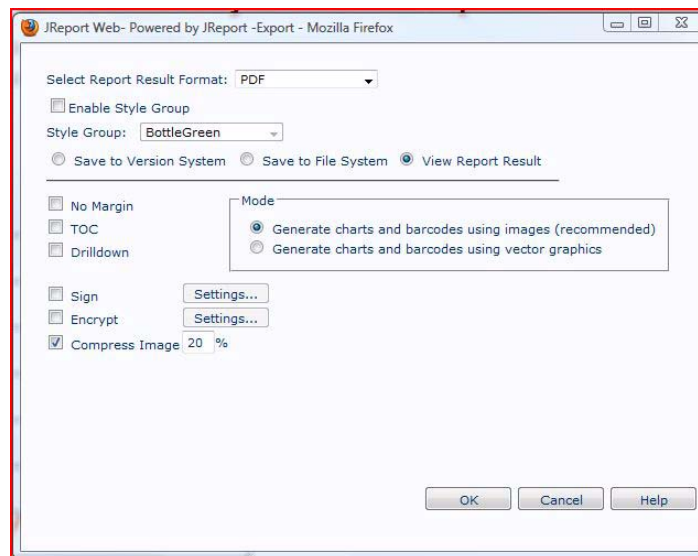 JReport Web- Powered by JReport -Export - Mozilla Firefox
Select Report Result Format: PDF
Enable Style Group
Style Group: BottleGreen
Save to Version System Save to File System View Report Result
No Margin
TOC
Drilldown
Mode
Generate charts and barcodes using images (recommended)
Generate charts and barcodes using vector graphics
Sign Settings...
Encrypt Settings...
Compress Image 20 %
OK Cancel Help